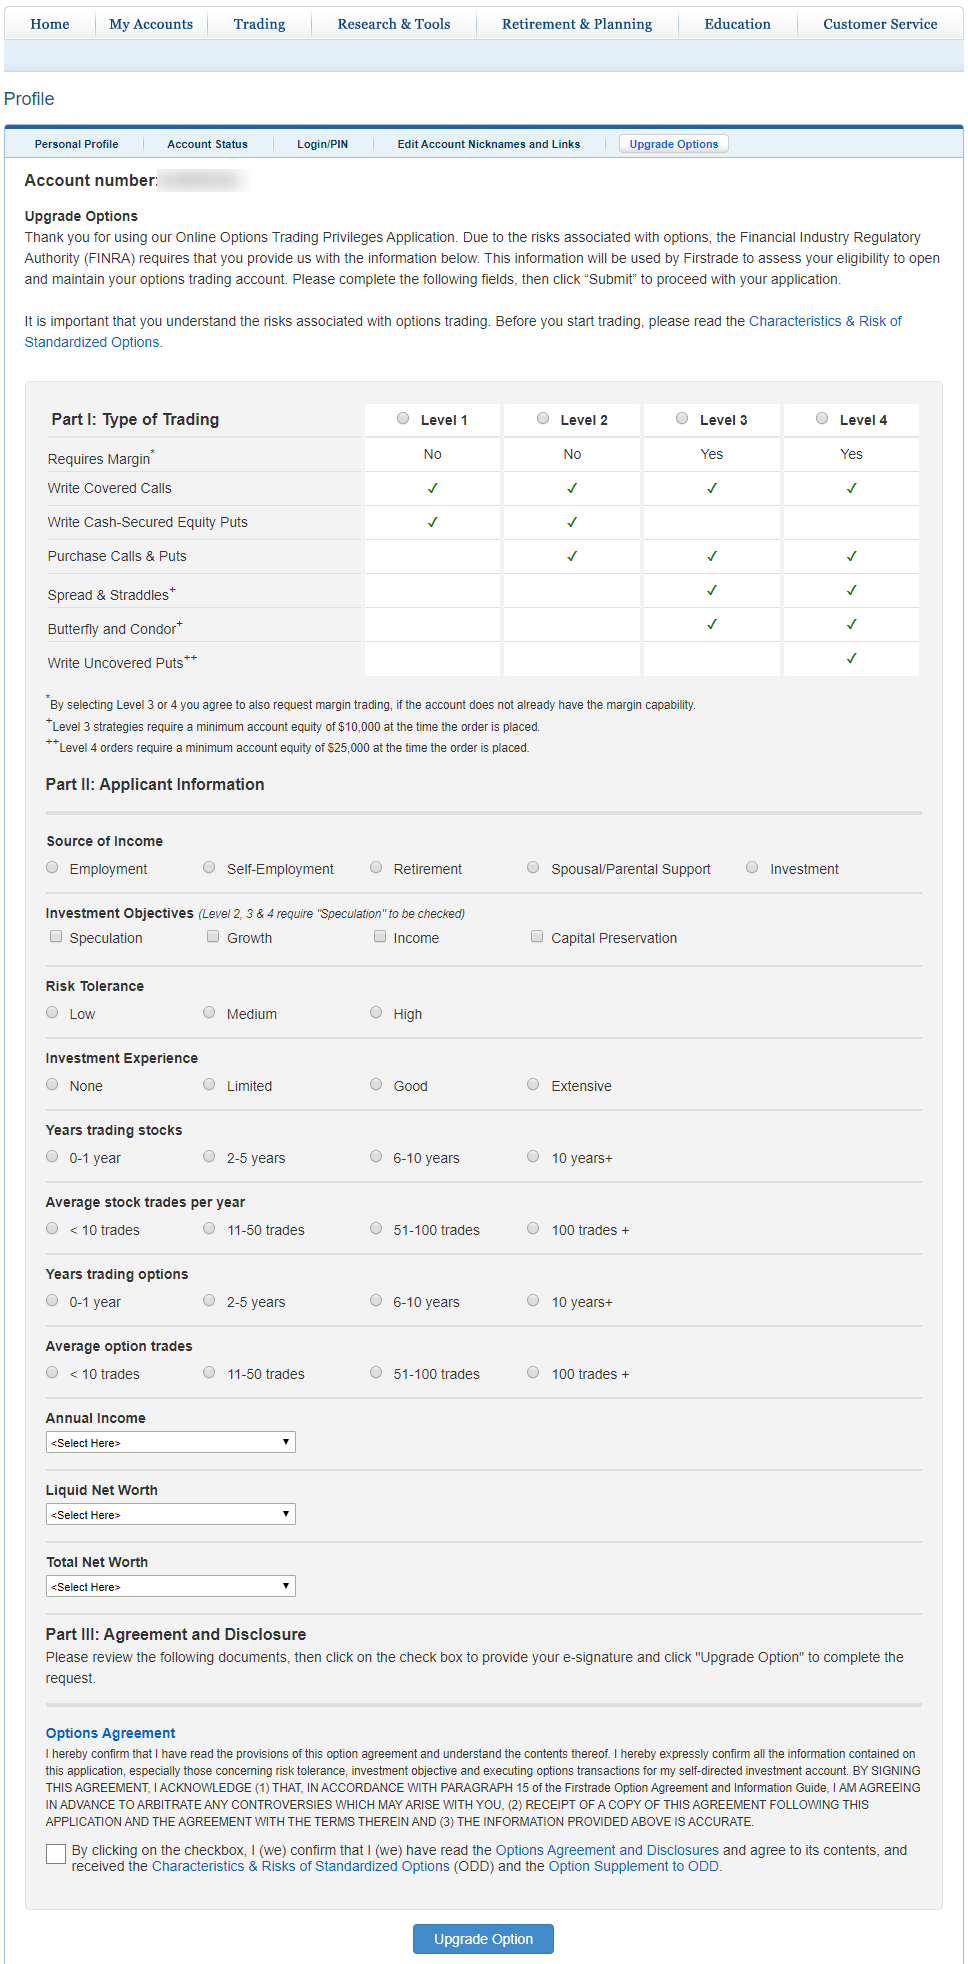 Home My Accounts Trading Research & Tools Retirement & Planning Education Customer Service
Profile
Personal Profile Account Status Login/PIN Edit Account Nicknames and Links Upgrade Options
Account number:
Upgrade Options
Thank you for using our Online Options Trading Privileges Application. Due to the risks associated with options, the Financial Industry Regulatory
Authority (FINRA) requires that you provide us with the information below. This information will be used by Firstrade to assess your eligibility to open
and maintain your options trading account. Please complete the following fields, then click “Submit” to proceed with your application.
It is important that you understand the risks associated with options trading. Before you start trading, please read the Characteristics & Risk of
Standardized Options.
Part I: Type of Trading Level 1 Level 2 Level 3 Level 4
Requires Margin* No No Yes Yes
Write Covered Calls ✓ ✓ ✓ ✓
Write Cash-Secured Equity Puts ✓ ✓
Purchase Calls & Puts ✓ ✓ ✓
Spread & Straddles+ ✓ ✓
Butterfly and Condor+ ✓ ✓
Write Uncovered Puts++ ✓
*By selecting Level 3 or 4 you agree to also request margin trading, if the account does not already have the margin capability.
+Level 3 strategies require a minimum account equity of $10,000 at the time the order is placed.
++Level 4 orders require a minimum account equity of $25,000 at the time the order is placed.
Part II: Applicant Information
Source of Income
Employment Self-Employment Retirement Spousal/Parental Support Investment
Investment Objectives (Level 2, 3 & 4 require "Speculation" to be checked)
Speculation Growth Income Capital Preservation
Risk Tolerance
Low Medium High
Investment Experience
None Limited Good Extensive
Years trading stocks
0-1 year 2-5 years 6-10 years 10 years+
Average stock trades per year
< 10 trades 11-50 trades 51-100 trades 100 trades +
Years trading options
0-1 year 2-5 years 6-10 years 10 years+
Average option trades
< 10 trades 11-50 trades 51-100 trades 100 trades +
Annual Income
<Select Here>
Liquid Net Worth
<Select Here>
Total Net Worth
<Select Here>
Part III: Agreement and Disclosure
Please review the following documents, then click on the check box to provide your e-signature and click "Upgrade Option" to complete the
request.
Options Agreement
I hereby confirm that I have read the provisions of this option agreement and understand the contents thereof. I hereby expressly confirm all the information contained on
this application, especially those concerning risk tolerance, investment objective and executing options transactions for my self-directed investment account. BY SIGNING
THIS AGREEMENT, I ACKNOWLEDGE (1) THAT, IN ACCORDANCE WITH PARAGRAPH 15 of the Firstrade Option Agreement and Information Guide, I AM AGREEING
IN ADVANCE TO ARBITRATE ANY CONTROVERSIES WHICH MAY ARISE WITH YOU, (2) RECEIPT OF A COPY OF THIS AGREEMENT FOLLOWING THIS
APPLICATION AND THE AGREEMENT WITH THE TERMS THEREIN AND (3) THE INFORMATION PROVIDED ABOVE IS ACCURATE.
By clicking on the checkbox, I (we) confirm that I (we) have read the Options Agreement and Disclosures and agree to its contents, and
received the Characteristics & Risks of Standardized Options (ODD) and the Option Supplement to ODD.
Upgrade Option